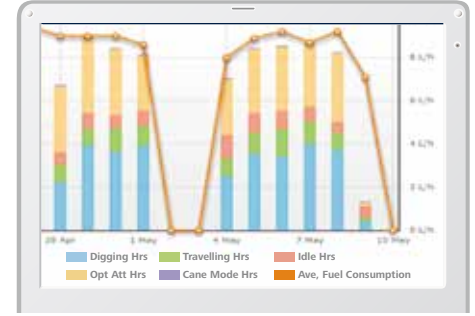 8 L/h
6 L/h
4 L/h
2 L/h
0 L/h
28 Apr 1 May 4 May 7 May 10 May
Digging Hrs Travelling Hrs Idle Hrs
Opt Att Hrs Cane Mode Hrs Ave, Fuel Consumption